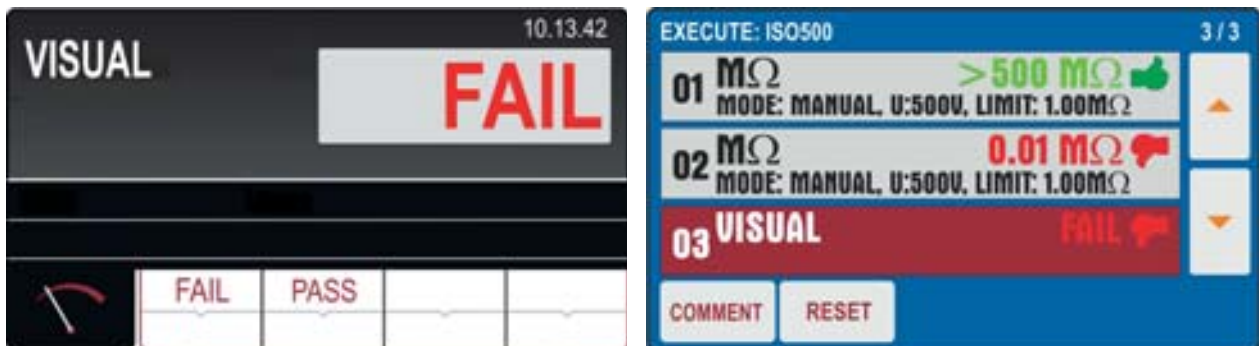 10.13.42
VISUAL
FAIL
FAIL PASS
EXECUTE: ISO500 3 / 3
01 MΩ >500 MΩ
MODE: MANUAL, U:500V, LIMIT: 1.00MΩ
02 MΩ 0.01 MΩ
MODE: MANUAL, U:500V, LIMIT: 1.00MΩ
03 VISUAL FAIL
COMMENT RESET